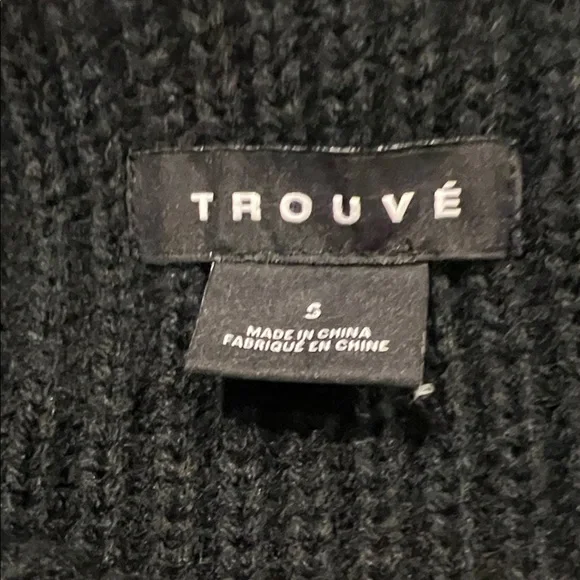 TROUVÉ
S
MADE IN CHINA
FABRIQUÉ EN CHINE